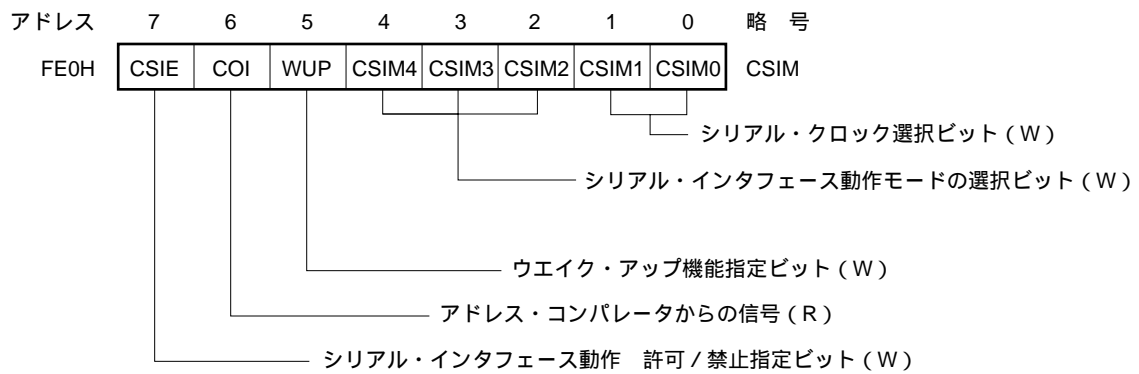 アドレス 7 6 5 4 3 2 1 0 略 号
FE0H CSIE COI WUP CSIM4 CSIM3 CSIM2 CSIM1 CSIM0 CSIM
シリアル・クロック選択ビット(W)
シリアル・インタフェース動作モードの選択ビット(W)
ウエイク・アップ機能指定ビット(W)
アドレス・コンパレータからの信号(R)
シリアル・インタフェース動作 許可/禁止指定ビット(W)